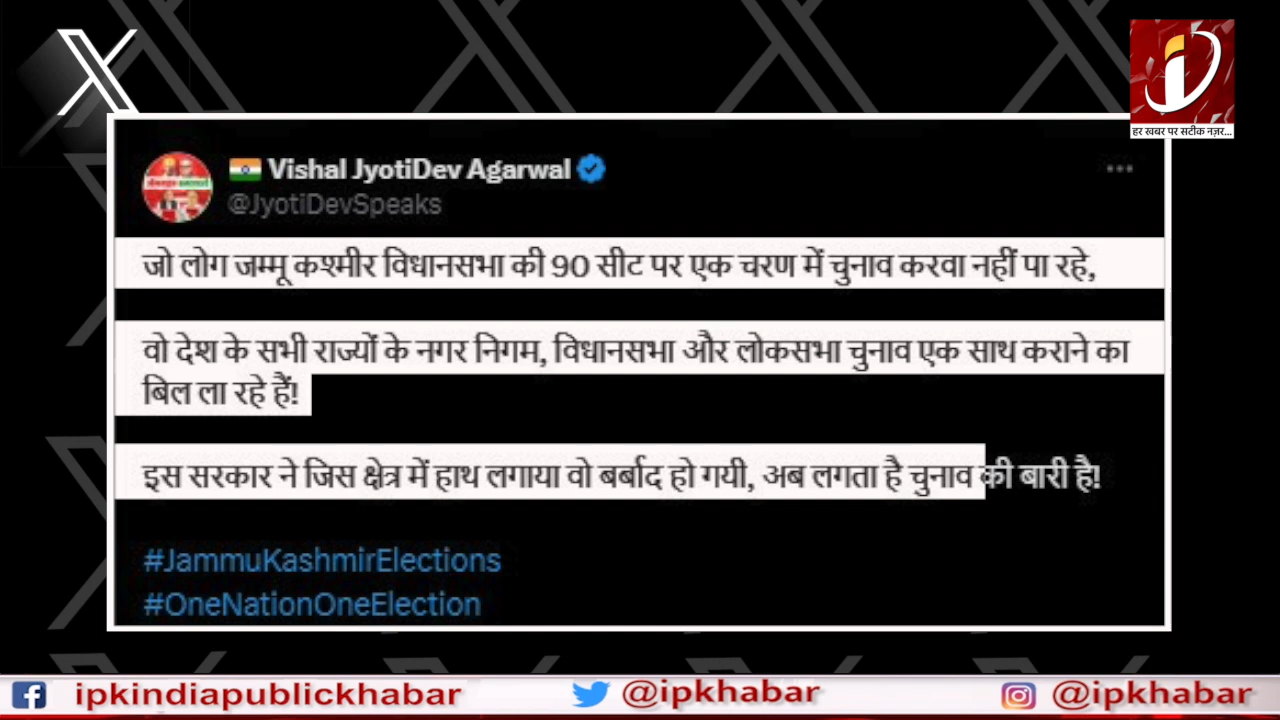 हर खबर पर सटीक नज़र...
Vishal JyotiDev Agarwal
@JyotiDevSpeaks
जो लोग जम्मू कश्मीर विधानसभा की 90 सीट पर एक चरण में चुनाव करवा नहीं पा रहे,
वो देश के सभी राज्यों के नगर निगम, विधानसभा और लोकसभा चुनाव एक साथ कराने का
बिल ला रहे हैं!
इस सरकार ने जिस क्षेत्र में हाथ लगाया वो बर्बाद हो गयी, अब लगता है चुनाव की बारी है!
#JammuKashmirElections
#OneNationOneElection
ipkindiapublickhabar @ipkhabar @ipkhabar